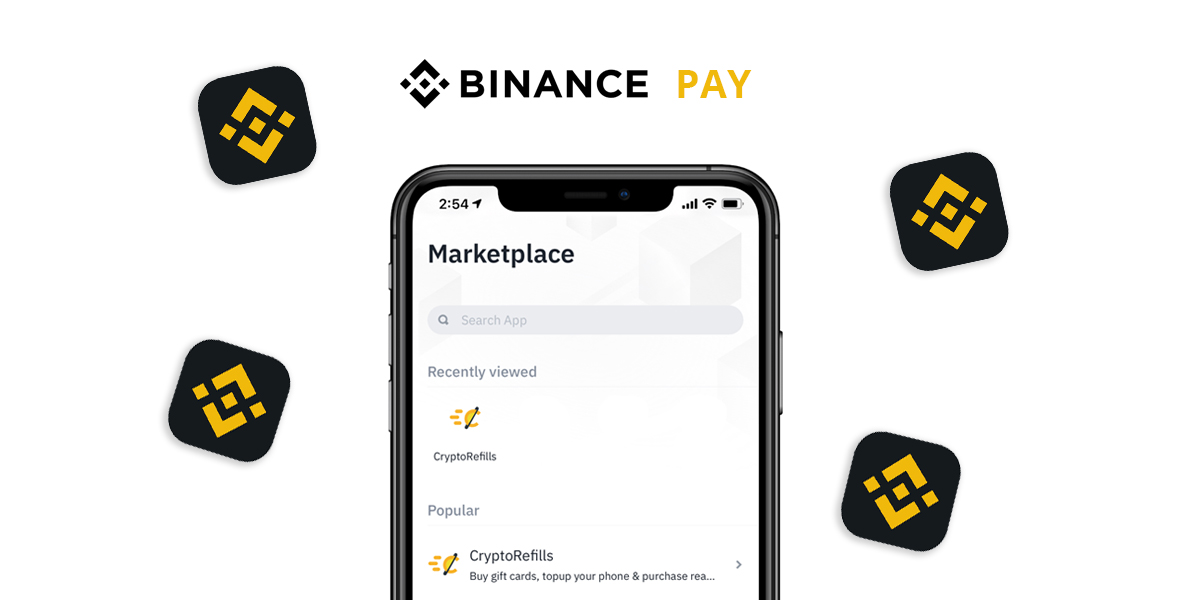 BINANCE PAY
2:54
Marketplace
Search App
Recently viewed
CryptoRefills
Popular
CryptoRefills
Buy gift cards, topup your phone & purchase rea...